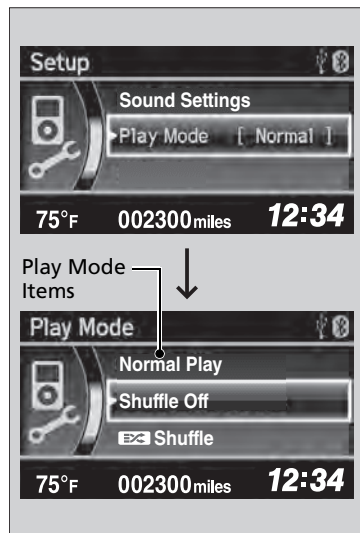 Setup
Sound Settings
Play Mode [ Normal ]
75°F 002300 miles 12:34
Play Mode
Items
Play Mode
Normal Play
Shuffle Off
Shuffle
75°F 002300 miles 12:34